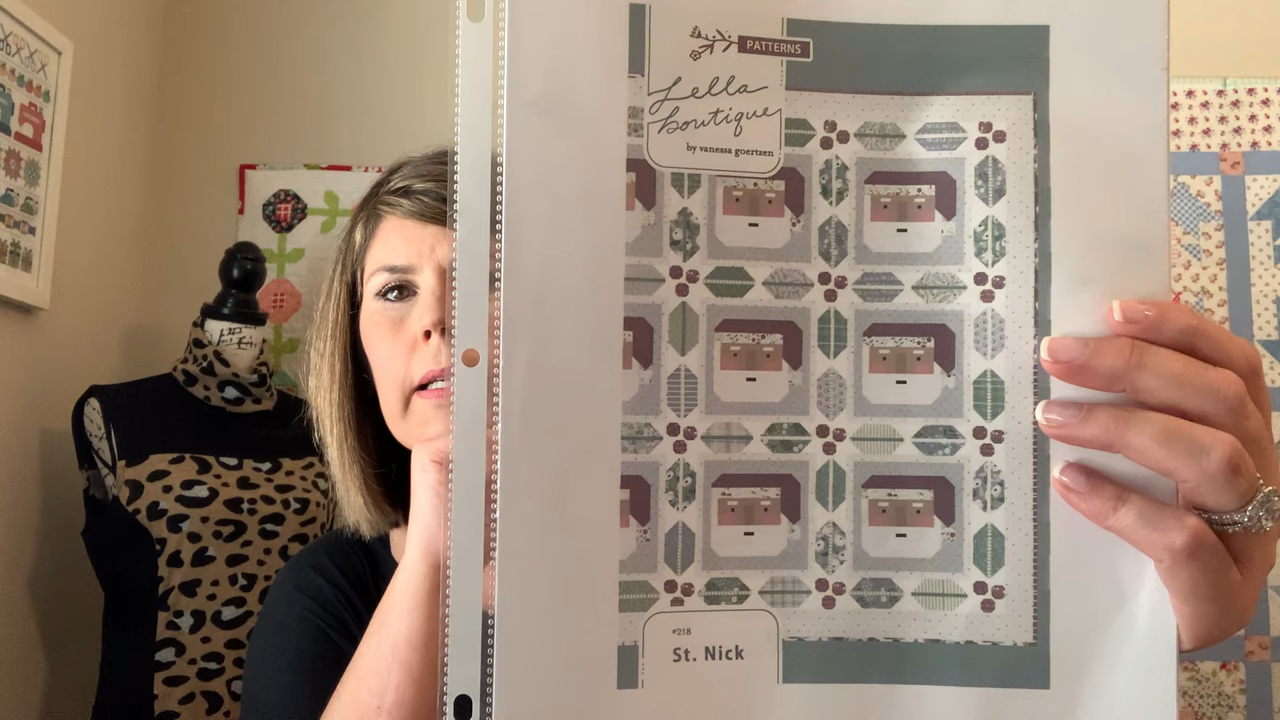 PATTERNS
Lella
boutique
by vanessa goertzen
#218
St. Nick